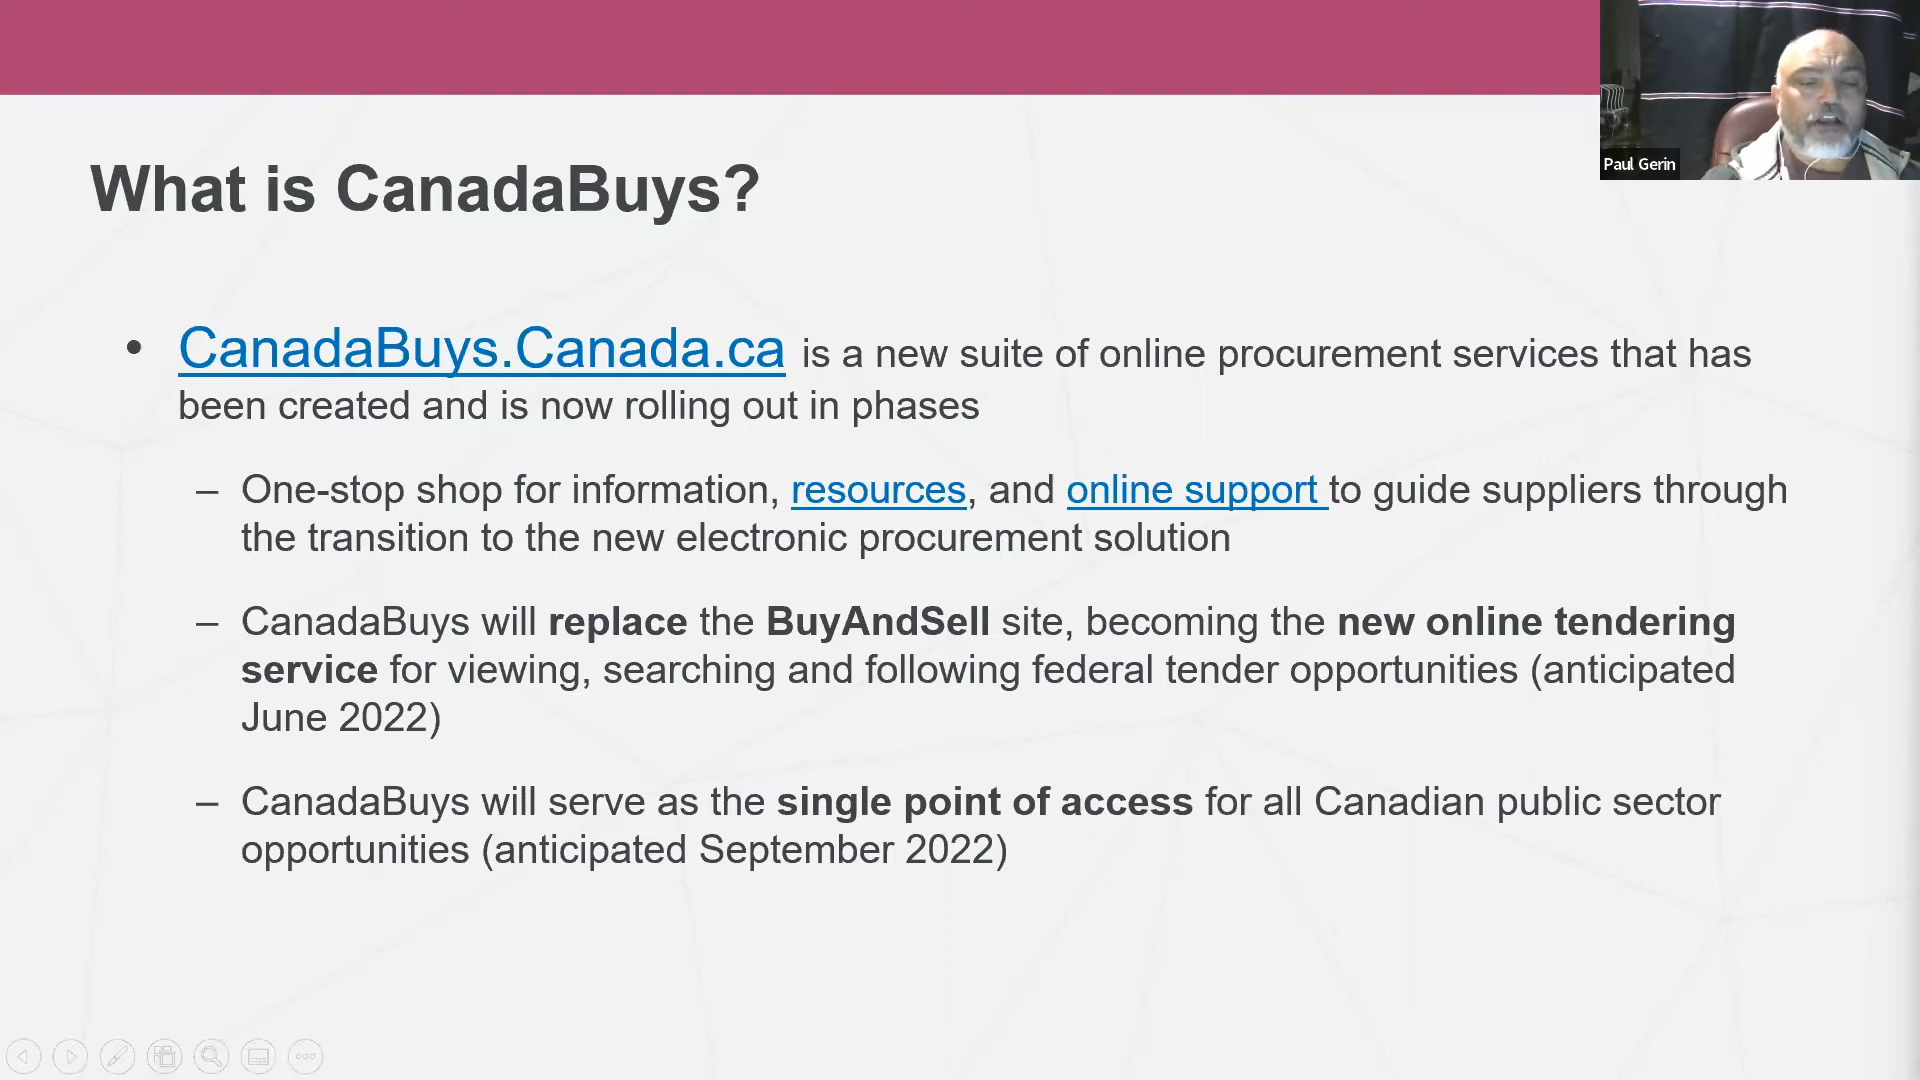 Paul Gerin
What is CanadaBuys?
• CanadaBuys.Canada.ca is a new suite of online procurement services that has
been created and is now rolling out in phases
– One-stop shop for information, resources, and online support to guide suppliers through
the transition to the new electronic procurement solution
– CanadaBuys will replace the BuyAndSell site, becoming the new online tendering
service for viewing, searching and following federal tender opportunities (anticipated
June 2022)
– CanadaBuys will serve as the single point of access for all Canadian public sector
opportunities (anticipated September 2022)